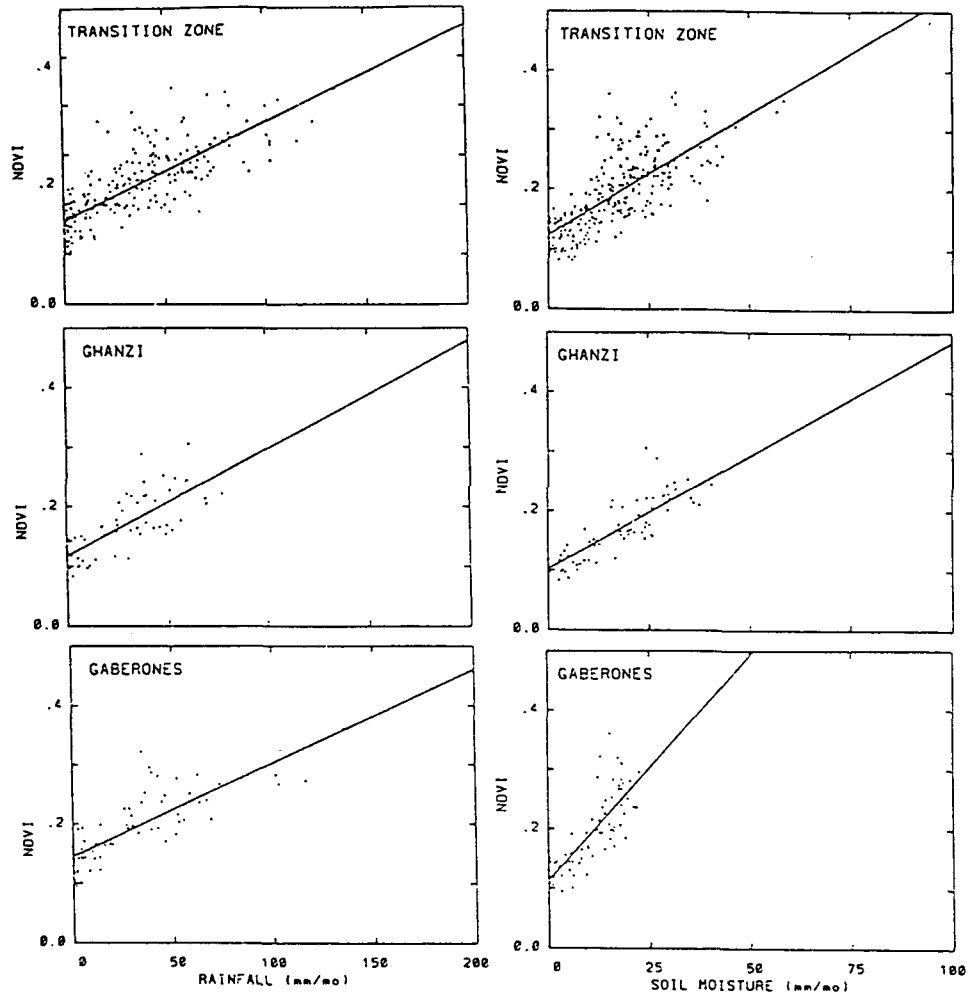 TRANSITION ZONE
.4
NDVI
.2
0.0
TRANSITION ZONE
.4
NDVI
.2
0.0
GHANZI
.4
NDVI
.2
0.0
GHANZI
.4
NDVI
.2
0.0
GABERONES
.4
NDVI
.2
0.0
0 50 100 150 200
RAINFALL (mm/mo)
GABERONES
.4
NDVI
.2
0.0
0 25 50 75 100
SOIL MOISTURE (mm/mo)